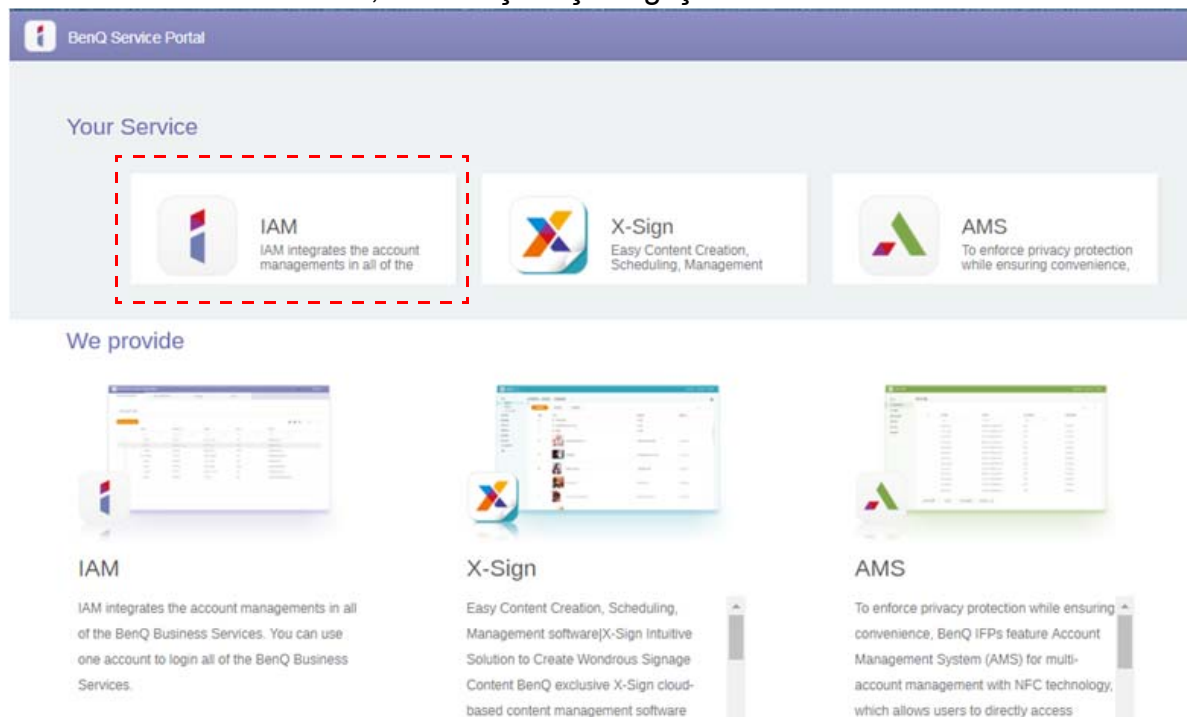 BenQ Service Portal
Your Service
IAM
IAM integrates the account
managements in all of the
X-Sign
Easy Content Creation,
Scheduling, Management
AMS
To enforce privacy protection
while ensuring convenience,
We provide
IAM
IAM integrates the account managements in all
of the BenQ Business Services. You can use
one account to login all of the BenQ Business
Services.
X-Sign
Easy Content Creation, Scheduling,
Management software|X-Sign Intuitive
Solution to Create Wondrous Signage
Content BenQ exclusive X-Sign cloud-
based content management software
AMS
To enforce privacy protection while ensuring
convenience, BenQ IFPs feature Account
Management System (AMS) for multi-
account management with NFC technology,
which allows users to directly access